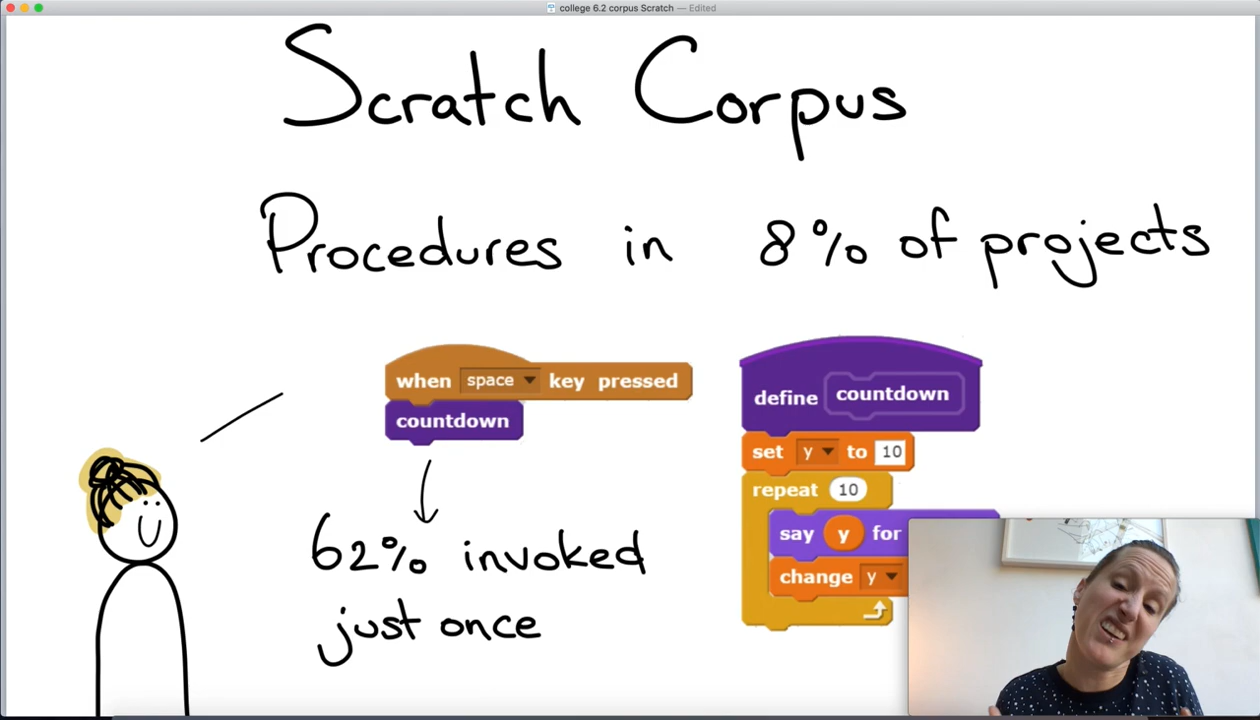 college 6.2 corpus Scratch — Edited
Scratch Corpus
Procedures in 8% of projects
when space key pressed
countdown
define countdown
set y to 10
repeat 10
say y for
change y
62% invoked
just once